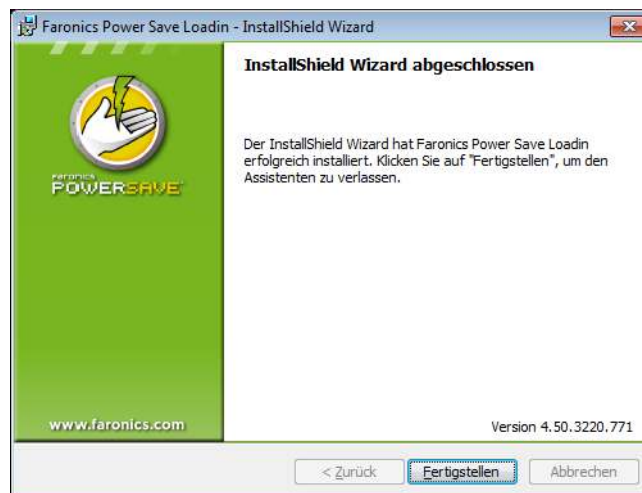 Faronics Power Save Loadin - InstallShield Wizard
InstallShield Wizard abgeschlossen
Der InstallShield Wizard hat Faronics Power Save Loadin
erfolgreich installiert. Klicken Sie auf "Fertigstellen", um den
Assistenten zu verlassen.
Faronics
POWERSAVE
www.faronics.com
Version 4.50.3220.771
< Zurück
Fertigstellen
Abbrechen